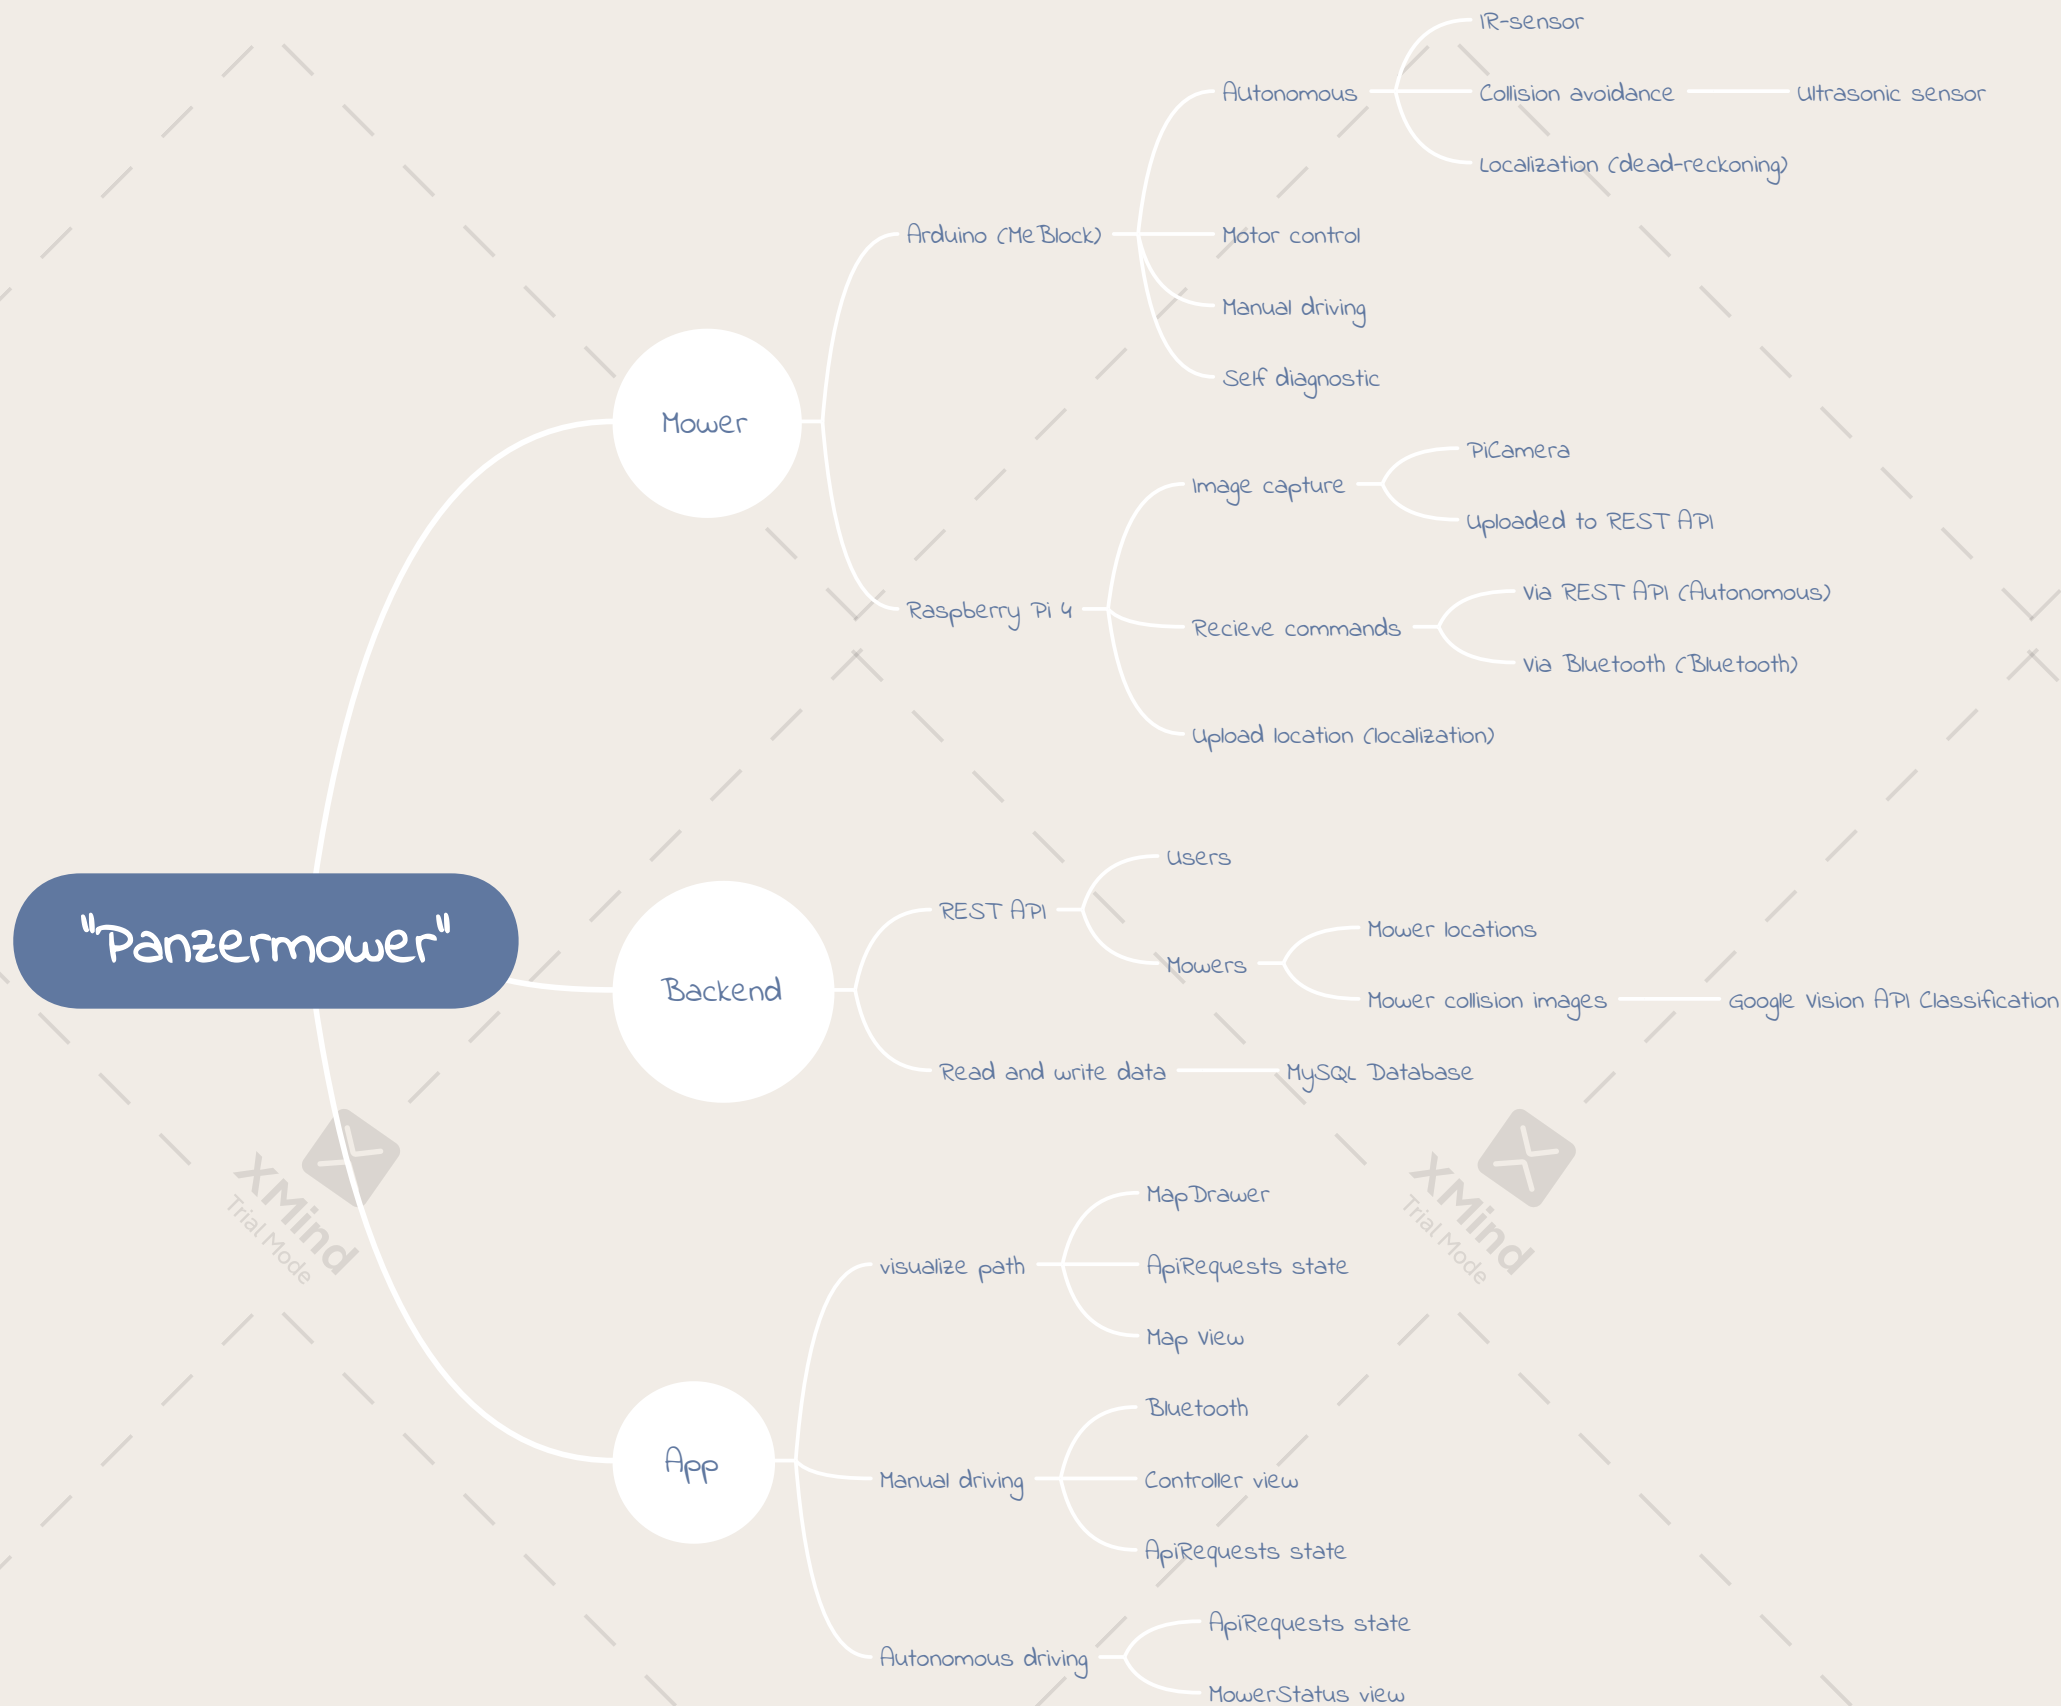 IR-sensor
Autonomous
Collision avoidance
Ultrasonic sensor
Localization (dead-reckoning)
Arduino (MeBlock)
Motor control
Manual driving
Self diagnostic
Mower
PiCamera
Image capture
Uploaded to REST API
Via REST API (Autonomous)
Raspberry Pi 4
Recieve commands
Via Bluetooth (Bluetooth)
Upload location (localization)
"Panzermower"
Users
REST API
Mower locations
Mowers
Mower collision images
Google Vision API Classification
Backend
Read and write data
MySQL Database
MapDrawer
visualize path
ApiRequests state
Map View
Bluetooth
App
Manual driving
Controller view
ApiRequests state
ApiRequests state
Autonomous driving
MowerStatus view
XMind
Trial Mode
XMind
Trial Mode